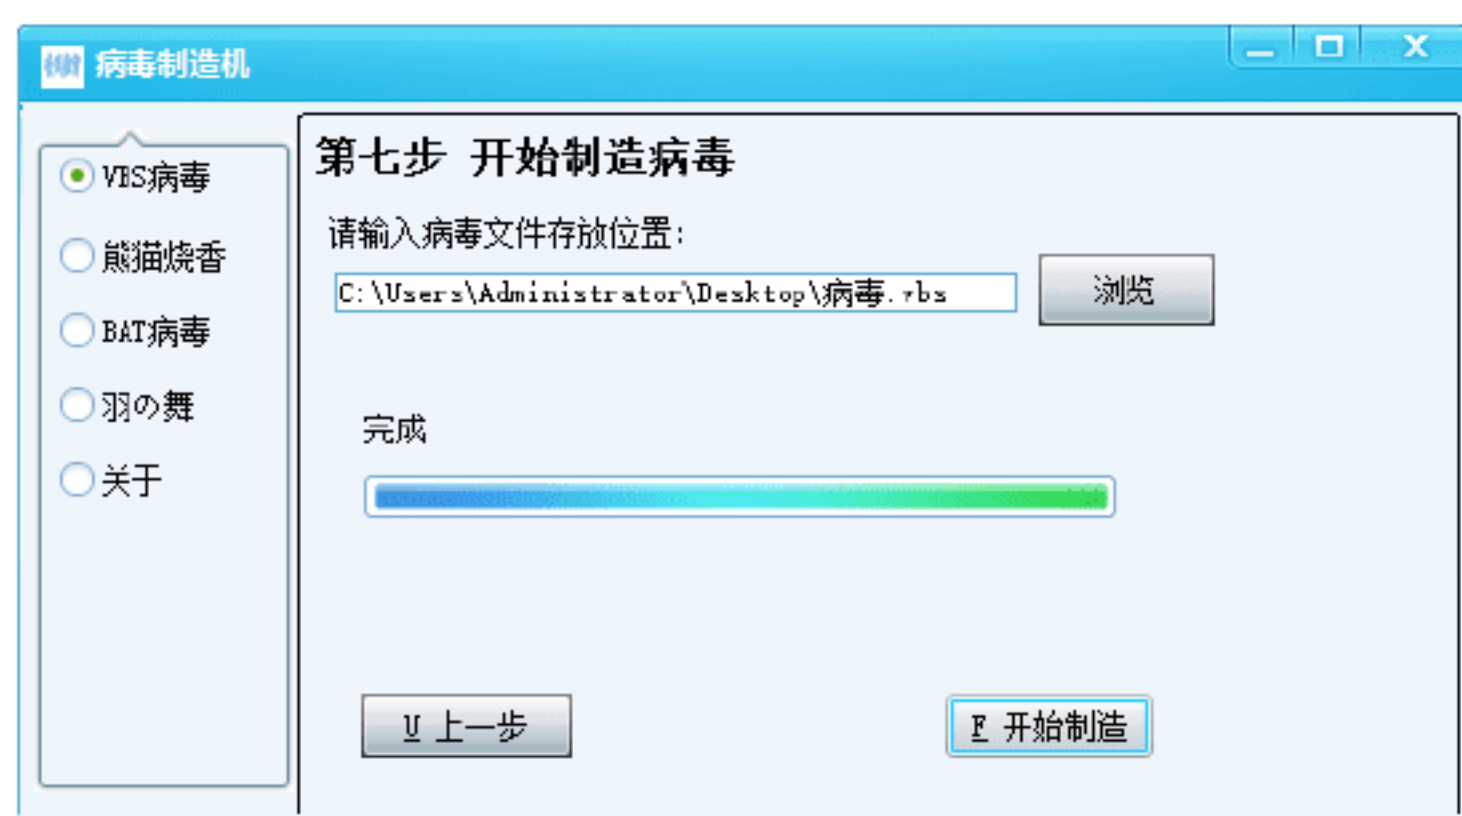 病毒制造机
VBS病毒
熊猫烧香
BAT病毒
羽の舞
关于
第七步 开始制造病毒
请输入病毒文件存放位置:
C:\Users\Administrator\Desktop\病毒.vbs
浏览
完成
U 上一步
F 开始制造